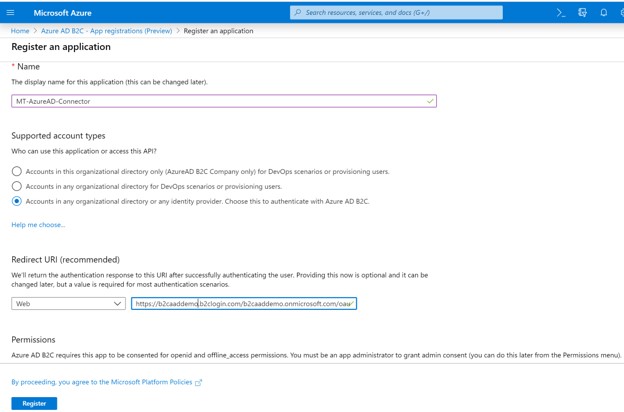 Microsoft Azure
Search resources, services, and docs (G+/)
Home > Azure AD B2C - App registrations (Preview) > Register an application
Register an application
* Name
The display name for this application (this can be changed later).
MT-AzureAD-Connector
Supported account types
Who can use this application or access this API?
Accounts in this organizational directory only (AzureAD B2C Company only) for DevOps scenarios or provisioning users.
Accounts in any organizational directory for DevOps scenarios or provisioning users.
Accounts in any organizational directory or any identity provider. Choose this to authenticate with Azure AD B2C.
Help me choose...
Redirect URI (recommended)
We'll return the authentication response to this URI after successfully authenticating the user. Providing this now is optional and it can be
changed later, but a value is required for most authentication scenarios.
Web
https://b2caaddemo.b2clogin.com/b2caaddemo.onmicrosoft.com/oau
Permissions
Azure AD B2C requires this app to be consented for openid and offline_access permissions. You must be an app administrator to grant admin consent (you can do this later from the Permissions menu).
By proceeding, you agree to the Microsoft Platform Policies
Register